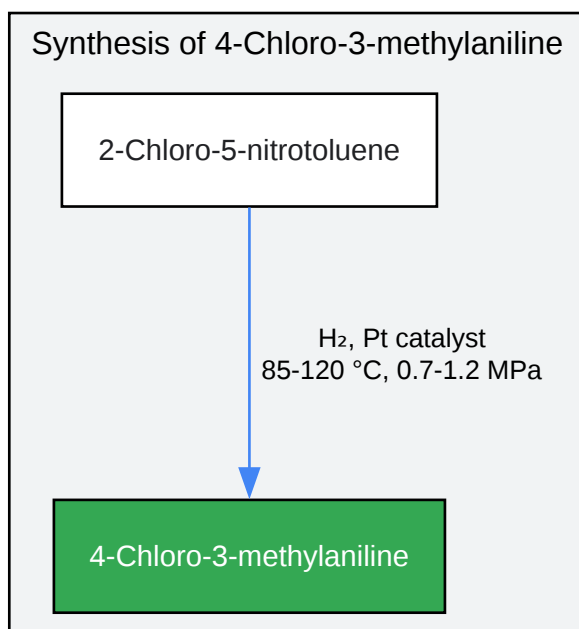 Synthesis of 4-Chloro-3-methylaniline
2-Chloro-5-nitrotoluene
H₂, Pt catalyst
85-120 °C, 0.7-1.2 MPa
4-Chloro-3-methylaniline